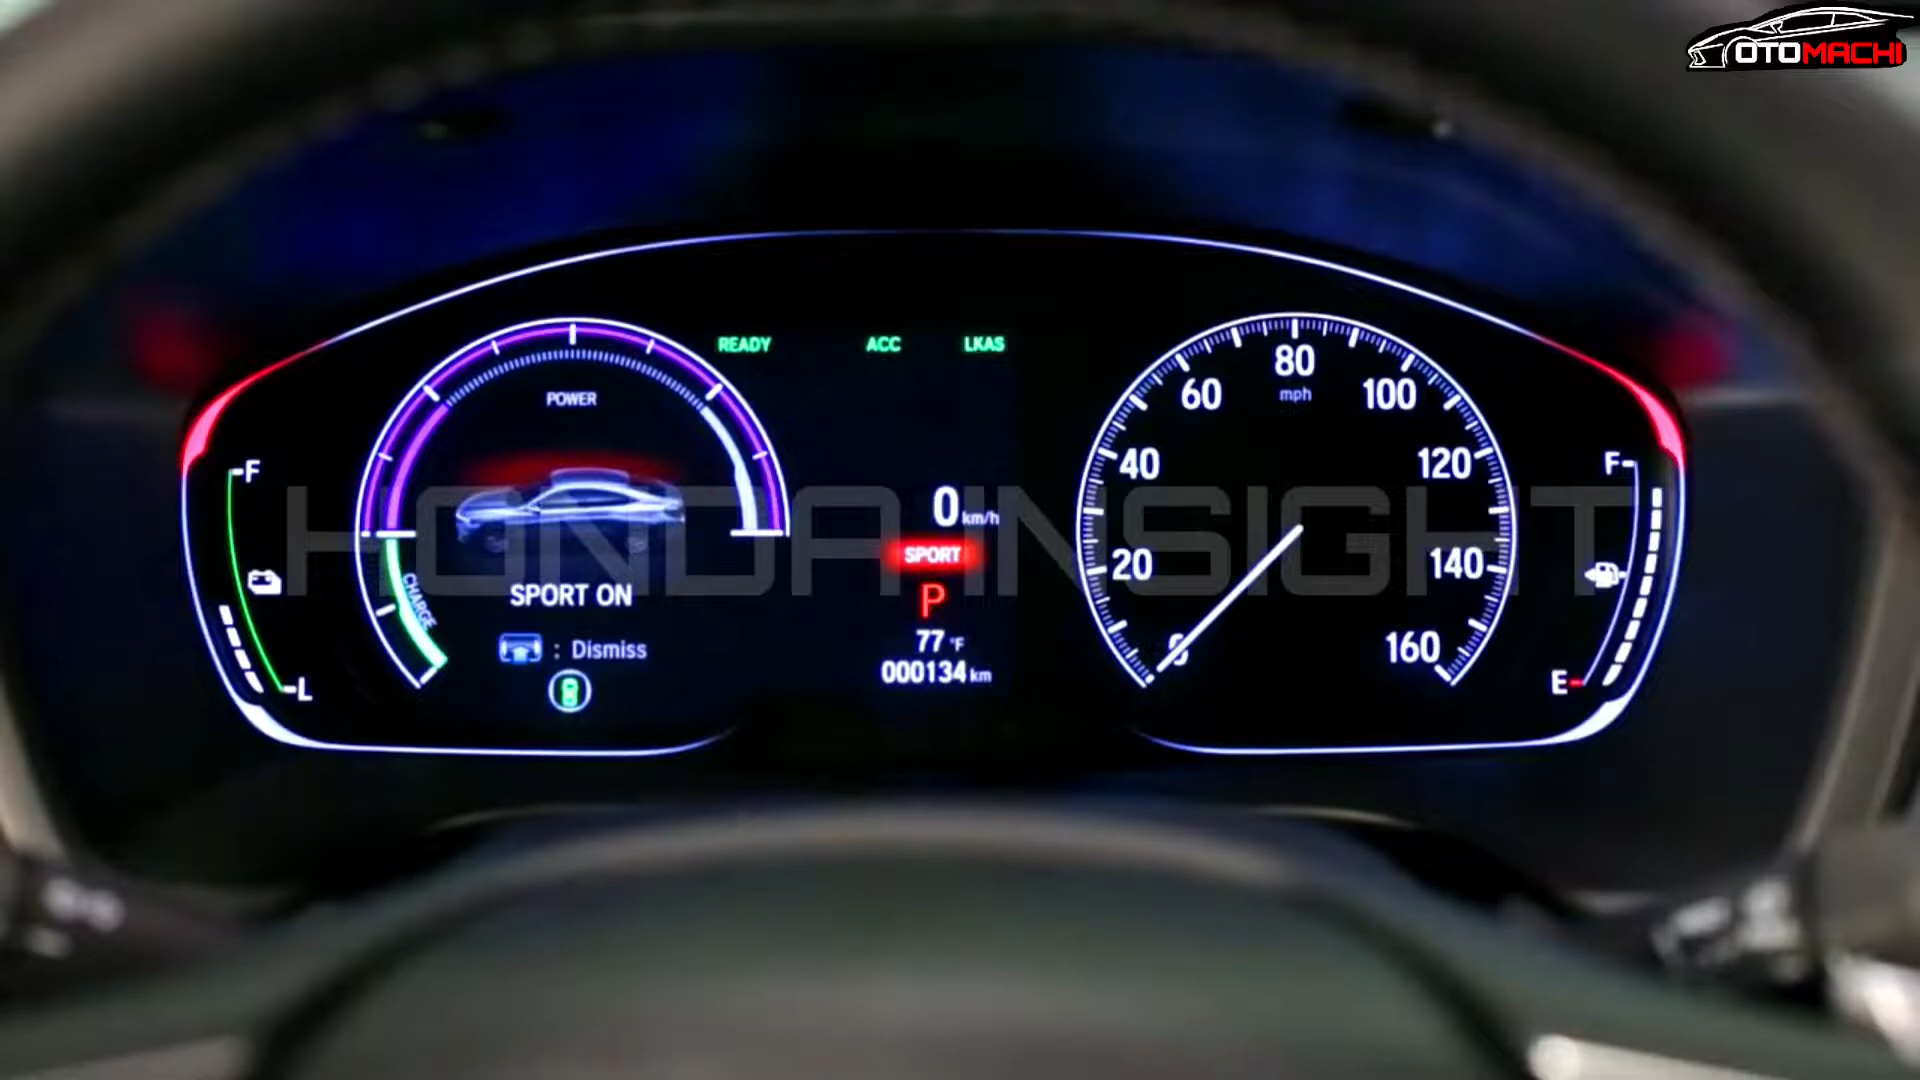 OTOMACHI
READY ACC LKAS
POWER
CHARGE
SPORT ON
: Dismiss
F
L
0 km/h
SPORT
P
77 °F
000134 km
0
20
40
60
80
mph
100
120
140
160
F
E
HONDA INSIGHT